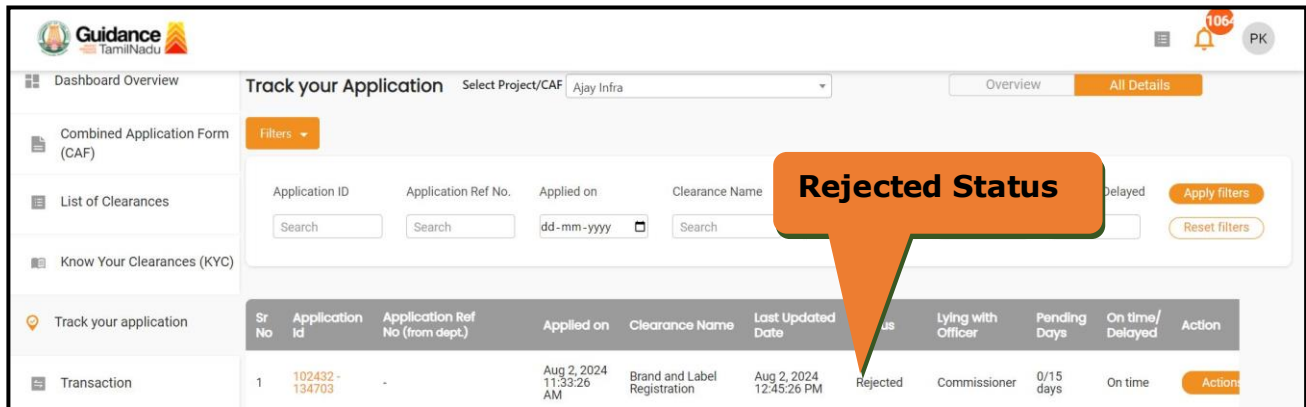 Guidance
TamilNadu
1064
PK
Dashboard Overview
Track your Application
Select Project/CAF
Ajay Infra
Overview
All Details
Combined Application Form
(CAF)
Filters
List of Clearances
Application ID
Application Ref No.
Applied on
Clearance Name
Rejected Status
Delayed
Apply filters
Search
Search
dd-mm-yyyy
Search
Reset filters
Know Your Clearances (KYC)
Track your application
Sr
No
Application
Id
Application Ref
No (from dept.)
Applied on
Clearance Name
Last Updated
Date
us
Lying with
Officer
Pending
Days
On time/
Delayed
Action
Transaction
1
102432 -
134703
-
Aug 2, 2024
11:33:26
AM
Brand and Label
Registration
Aug 2, 2024
12:45:26 PM
Rejected
Commissioner
0/15
days
On time
Actions